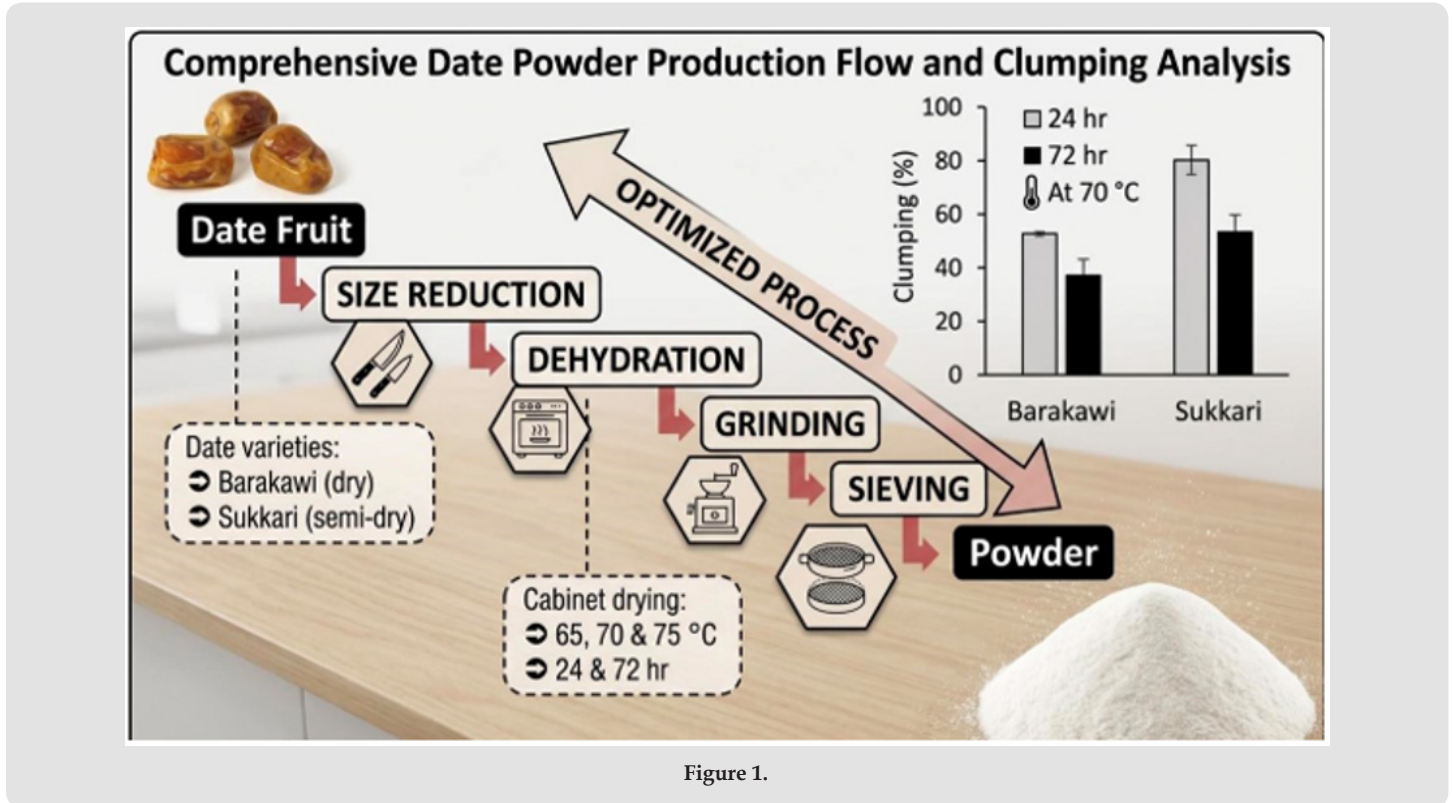 Comprehensive Date Powder Production Flow and Clumping Analysis
Date Fruit
SIZE REDUCTION
DEHYDRATION
GRINDING
SIEVING
Powder
OPTIMIZED PROCESS
Date varieties:
➲ Barakawi (dry)
➲ Sukkari (semi-dry)
Cabinet drying:
➲ 65, 70 & 75 °C
➲ 24 & 72 hr
Clumping (%)
100
80
60
40
20
0
24 hr
72 hr
At 70 °C
Barakawi Sukkari
Figure 1.